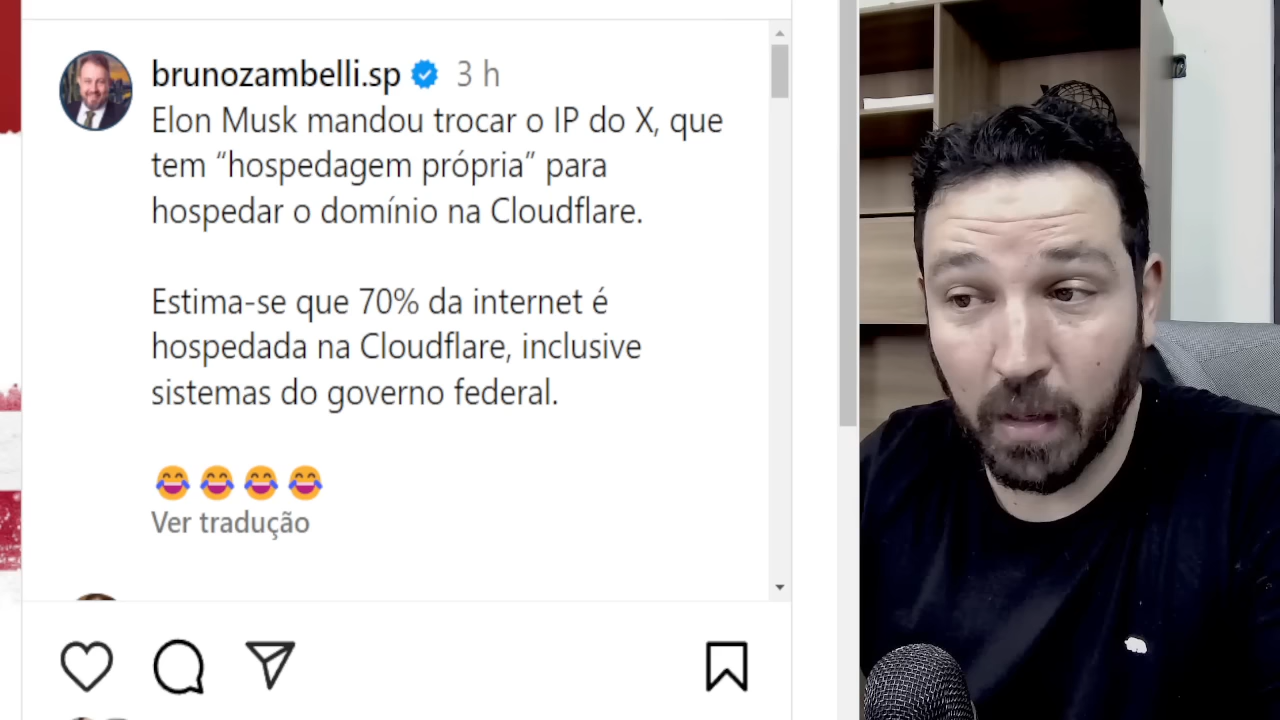 brunozambelli.sp 3 h
Elon Musk mandou trocar o IP do X, que
tem “hospedagem própria” para
hospedar o domínio na Cloudflare.
Estima-se que 70% da internet é
hospedada na Cloudflare, inclusive
sistemas do governo federal.
😂😂😂😂
Ver tradução